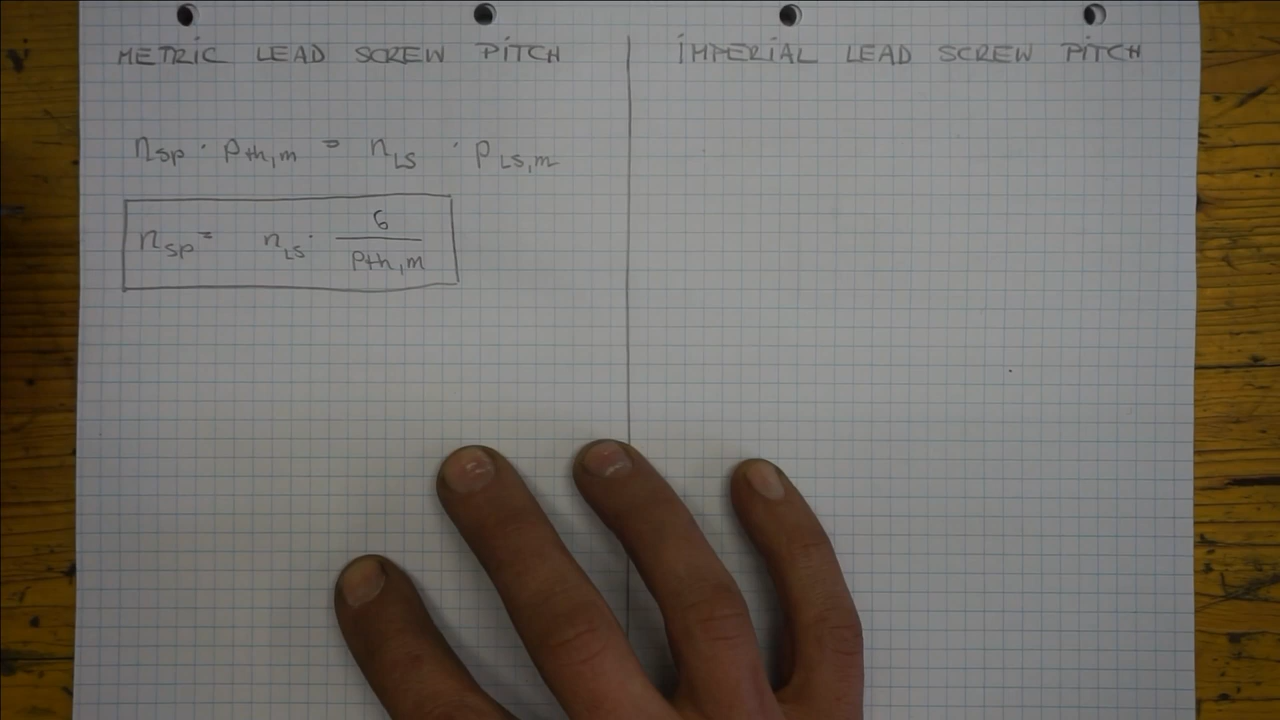 METRIC LEAD SCREW PITCH
n_sp · p_th,m = n_LS · p_LS,m
n_sp = n_LS · 6 / p_th,m
IMPERIAL LEAD SCREW PITCH